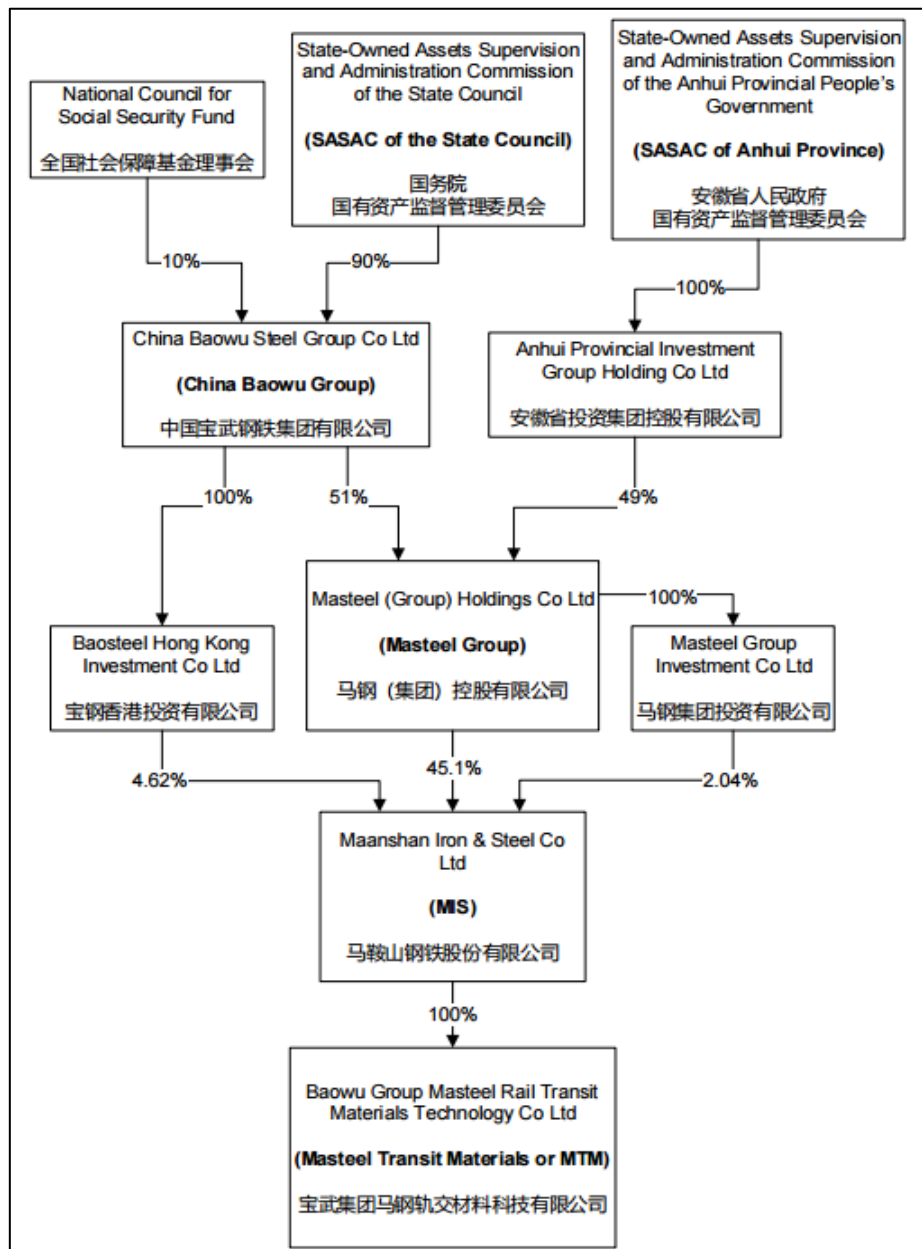 National Council for
Social Security Fund
全国社会保障基金理事会
State-Owned Assets Supervision
and Administration Commission
of the State Council
(SASAC of the State Council)
国务院
国有资产监督管理委员会
State-Owned Assets Supervision
and Administration Commission
of the Anhui Provincial People's
Government
(SASAC of Anhui Province)
安徽省人民政府
国有资产监督管理委员会
10%
90%
100%
China Baowu Steel Group Co Ltd
(China Baowu Group)
中国宝武钢铁集团有限公司
Anhui Provincial Investment
Group Holding Co Ltd
安徽省投资集团控股有限公司
100%
51%
49%
Masteel (Group) Holdings Co Ltd
(Masteel Group)
马钢（集团）控股有限公司
100%
Baosteel Hong Kong
Investment Co Ltd
宝钢香港投资有限公司
Masteel Group
Investment Co Ltd
马钢集团投资有限公司
4.62%
45.1%
2.04%
Maanshan Iron & Steel Co
Ltd
(MIS)
马鞍山钢铁股份有限公司
100%
Baowu Group Masteel Rail Transit
Materials Technology Co Ltd
(Masteel Transit Materials or MTM)
宝武集团马钢轨交材料科技有限公司